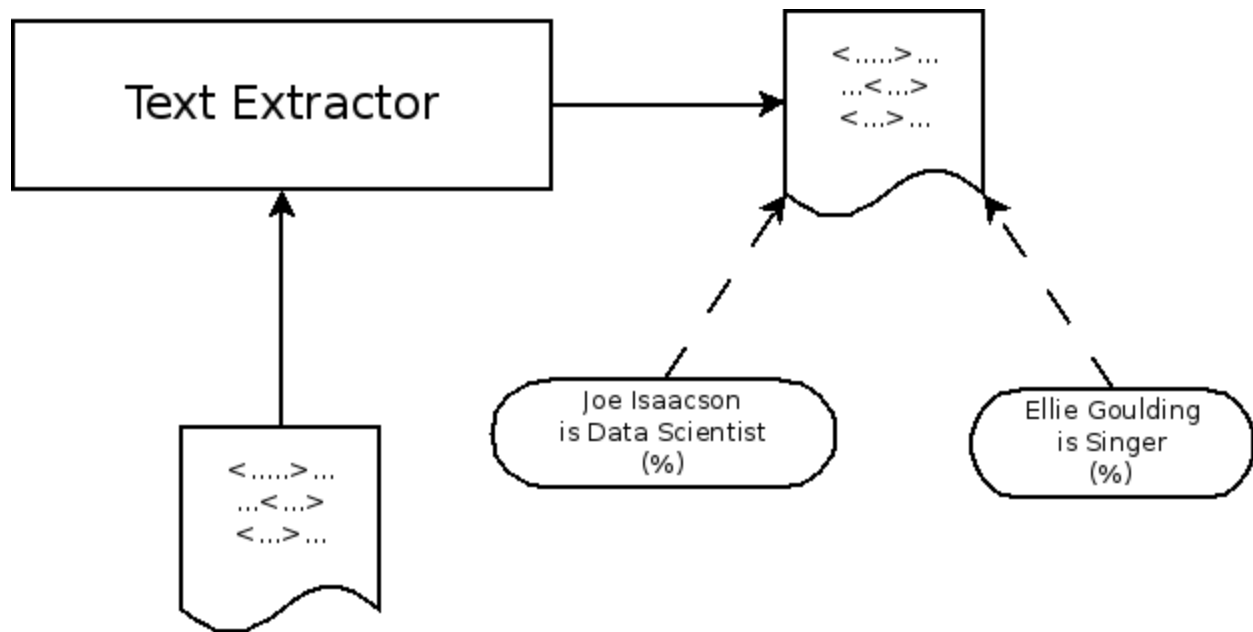 Text Extractor
<.....>...
...<...>
<...>...
Joe Isaacson
is Data Scientist
(%)
Ellie Goulding
is Singer
(%)
<.....>...
...<...>
<...>...